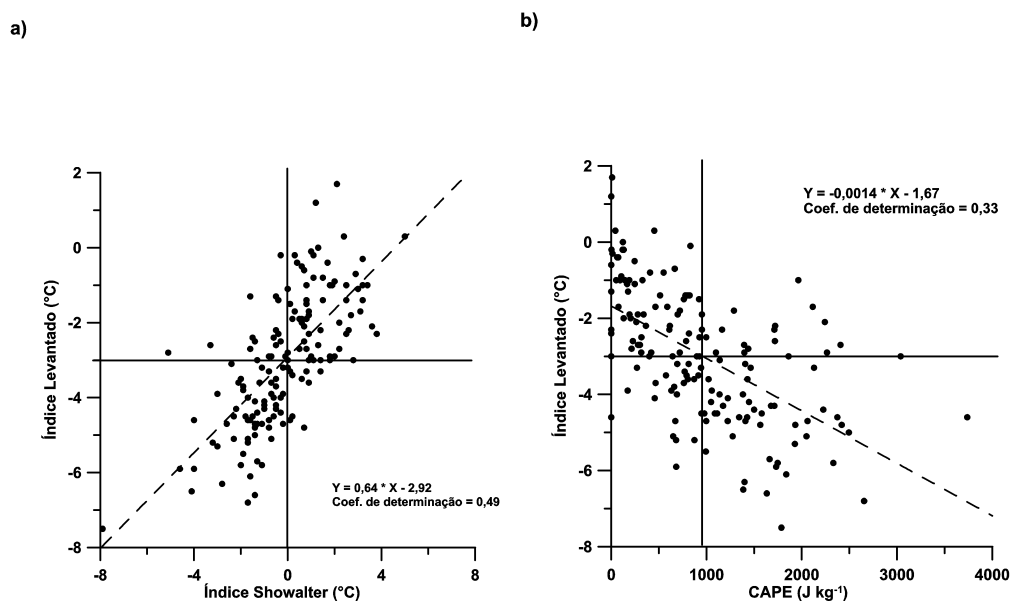 a)
2
0
-2
-4
-6
-8
-8
-4
0
4
8
Índice Levantado (°C)
Índice Showalter (°C)
Y = 0,64 * X - 2,92
Coef. de determinação = 0,49
b)
2
0
-2
-4
-6
-8
0
1000
2000
3000
4000
Índice Levantado (°C)
CAPE (J kg⁻¹)
Y = -0,0014 * X - 1,67
Coef. de determinação = 0,33